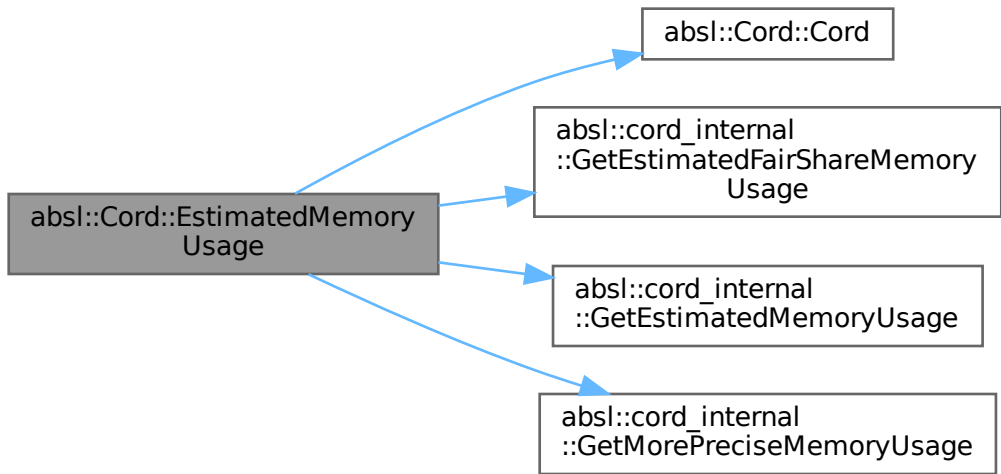 absl::Cord::Cord
absl::cord_internal
::GetEstimatedFairShareMemory
Usage
absl::Cord::EstimatedMemory
Usage
absl::cord_internal
::GetEstimatedMemoryUsage
absl::cord_internal
::GetMorePreciseMemoryUsage